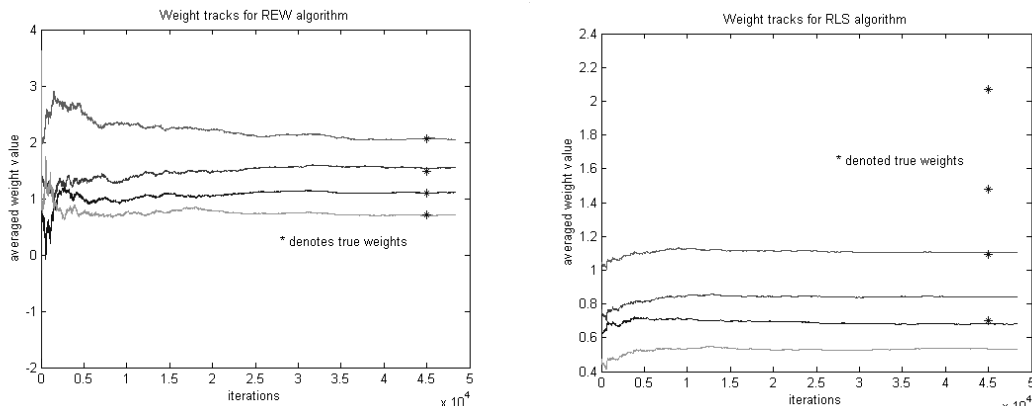 Weight tracks for REW algorithm
averaged weight value
4
3
2
1
0
-1
-2
* denotes true weights
0 0.5 1 1.5 2 2.5 3 3.5 4 4.5 5
iterations
x 10⁴
Weight tracks for RLS algorithm
averaged weight value
2.4
2.2
2
1.8
1.6
1.4
1.2
1
0.8
0.6
0.4
* denoted true weights
0 0.5 1 1.5 2 2.5 3 3.5 4 4.5 5
iterations
x 10⁴